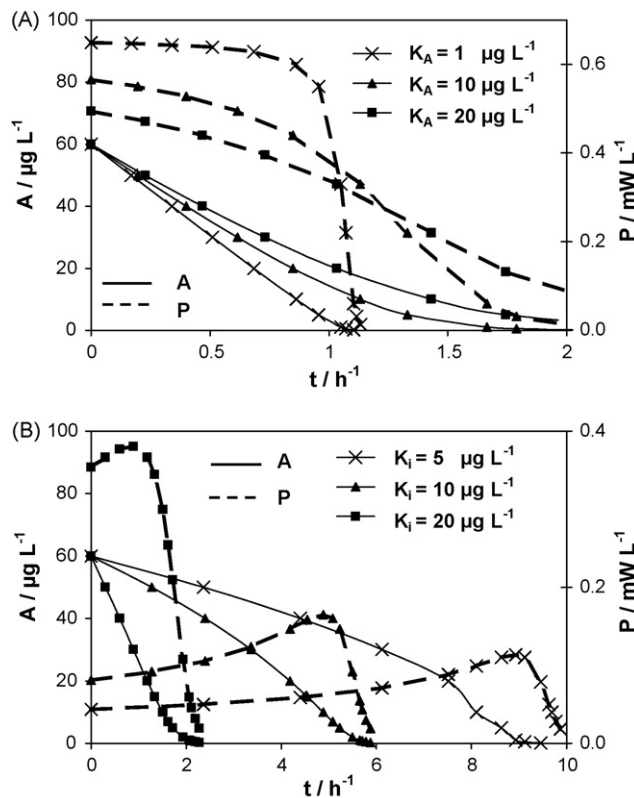 (A)
100
80
60
40
20
0
A / µg L⁻¹
0.6
0.4
0.2
0.0
P / mW L⁻¹
K_A = 1 µg L⁻¹
K_A = 10 µg L⁻¹
K_A = 20 µg L⁻¹
A
P
0
0.5
1
1.5
2
t / h⁻¹
(B)
100
80
60
40
20
0
A / µg L⁻¹
0.4
0.2
0.0
P / mW L⁻¹
A
P
K_i = 5 µg L⁻¹
K_i = 10 µg L⁻¹
K_i = 20 µg L⁻¹
0
2
4
6
8
10
t / h⁻¹